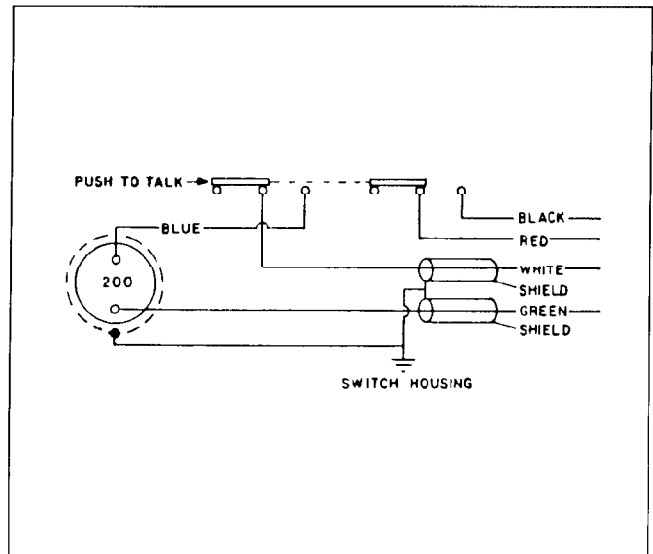 PUSH TO TALK
BLACK
BLUE
RED
200
WHITE
SHIELD
GREEN
SHIELD
SWITCH HOUSING